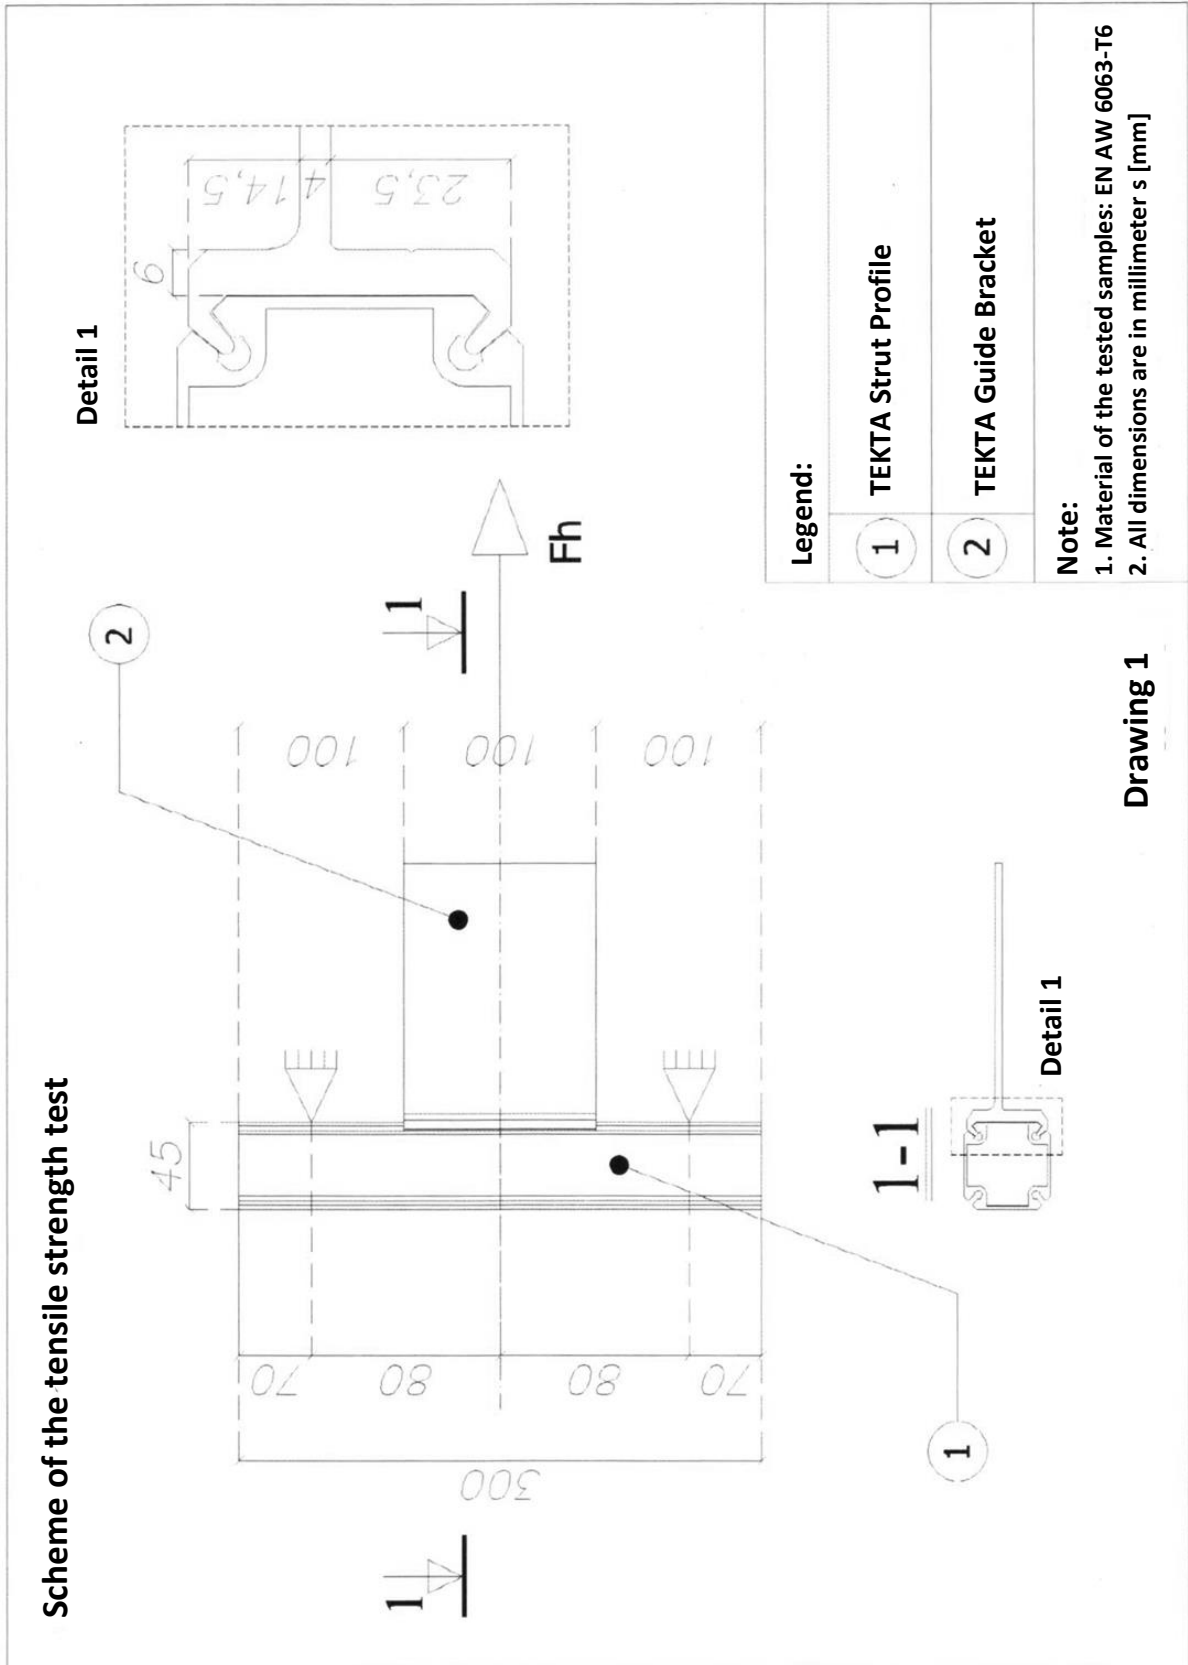 Scheme of the tensile strength test
Detail 1
6
14,5
4
23,5
2
1
Fh
100
100
100
45
70
80
80
70
300
1
1
1-1
Detail 1
Legend:
1 TEKTA Strut Profile
2 TEKTA Guide Bracket
Note:
1. Material of the tested samples: EN AW 6063-T6
2. All dimensions are in millimeter s [mm]
Drawing 1